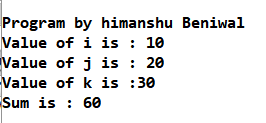 Program by himanshu Beniwal
Value of i is : 10
Value of j is : 20
Value of k is :30
Sum is : 60